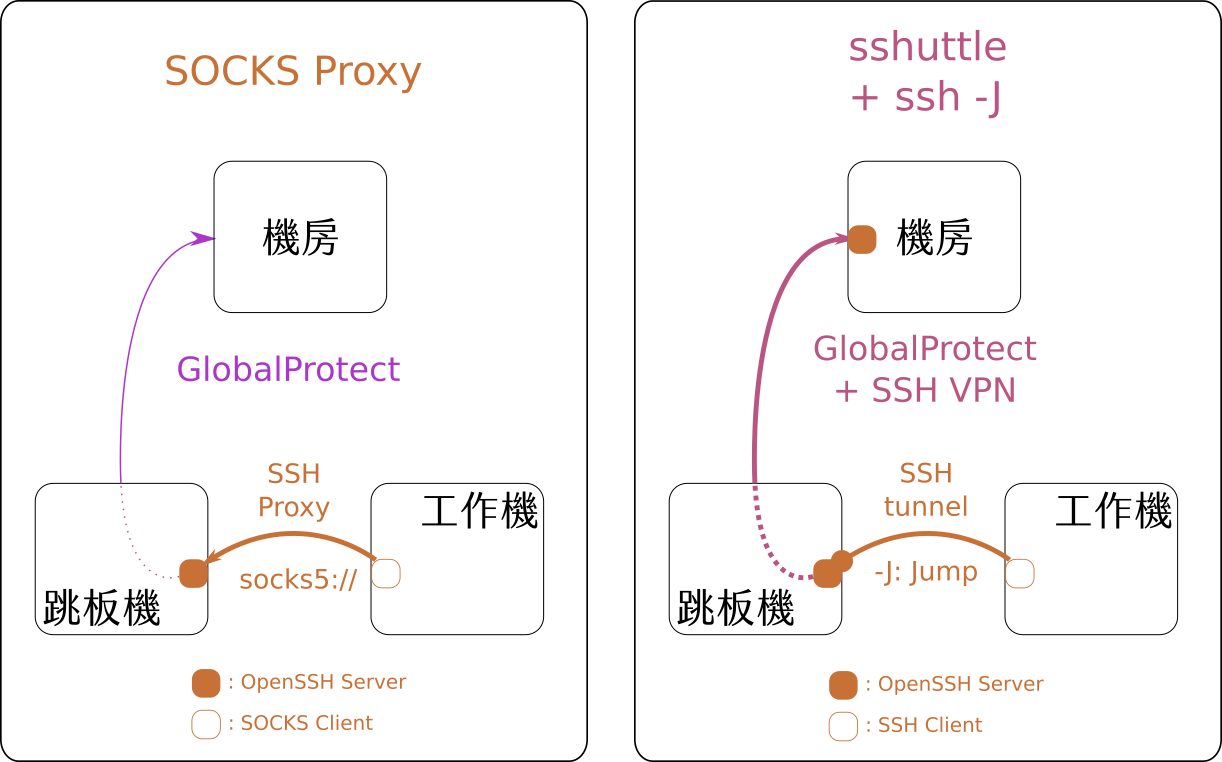 SOCKS Proxy
機房
GlobalProtect
SSH
Proxy
工作機
socks5://
跳板機
: OpenSSH Server
: SOCKS Client
sshuttle
+ ssh -J
機房
GlobalProtect
+ SSH VPN
SSH
tunnel
工作機
-J: Jump
跳板機
: OpenSSH Server
: SSH Client